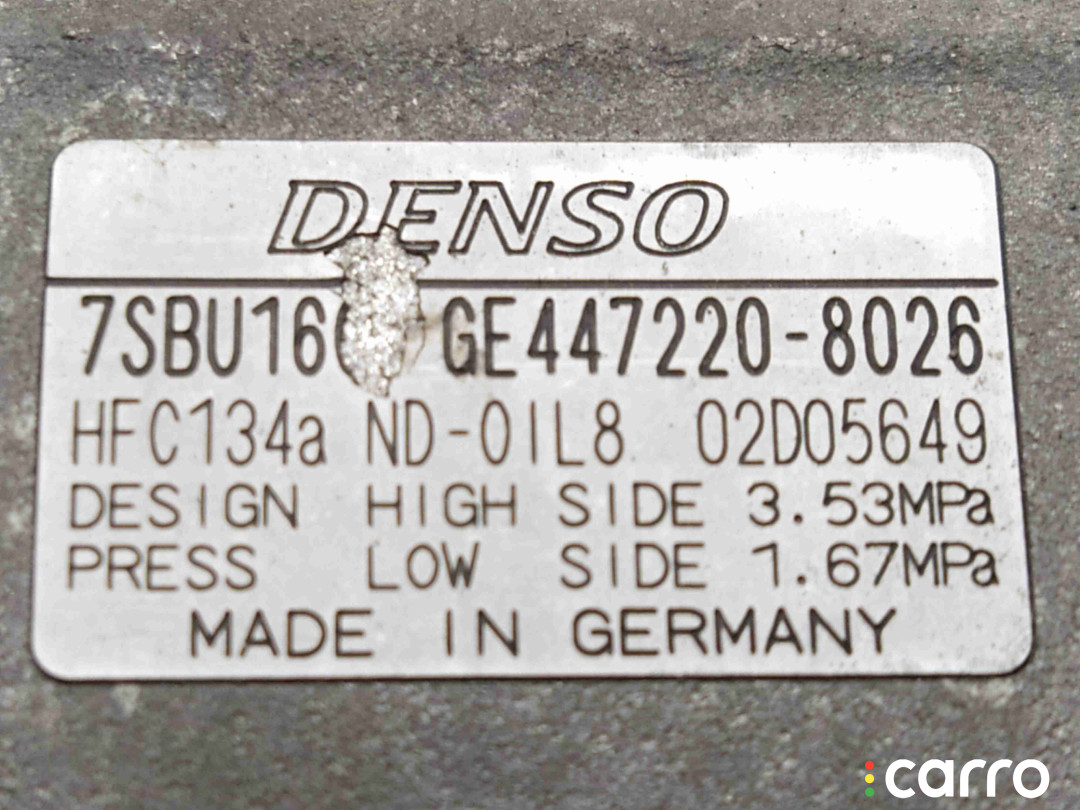 DENSO
7SBU16 GE447220-8026
HFC134a ND-OIL8 02D05649
DESIGN HIGH SIDE 3.53MPa
PRESS LOW SIDE 1.67MPa
MADE IN GERMANY
carro